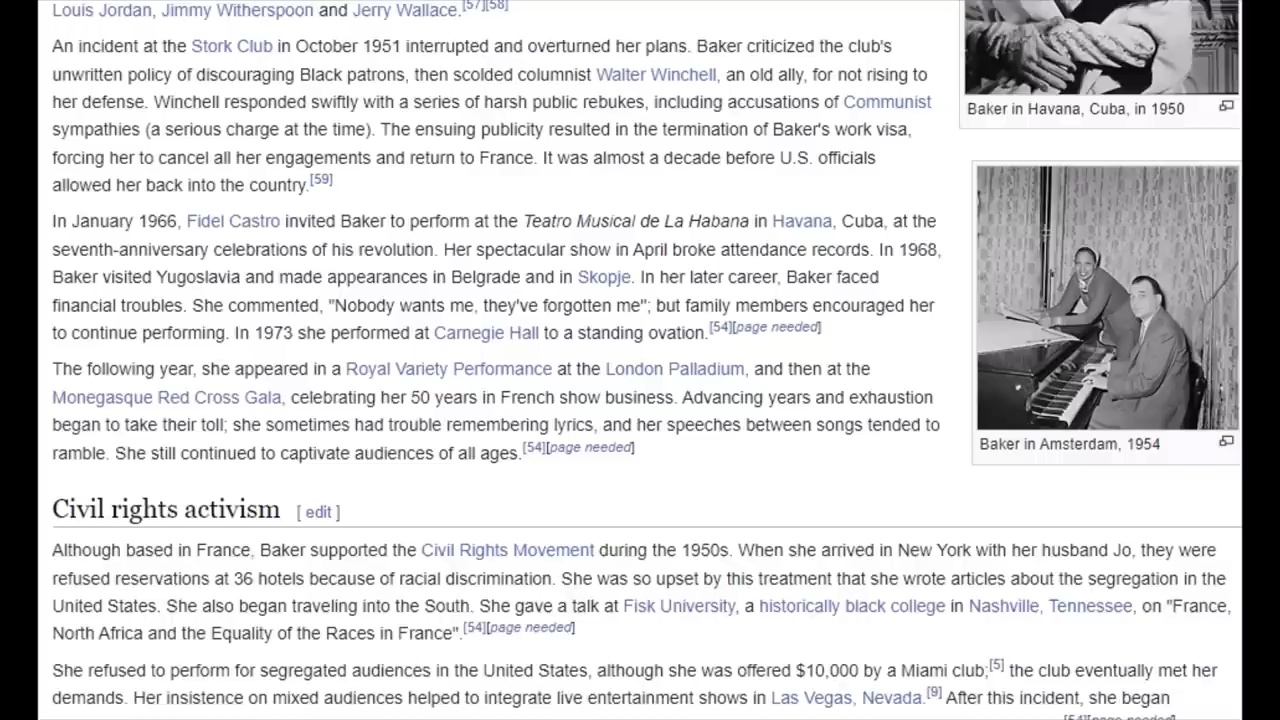 Louis Jordan, Jimmy Witherspoon and Jerry Wallace.[57][58]
An incident at the Stork Club in October 1951 interrupted and overturned her plans. Baker criticized the club's
unwritten policy of discouraging Black patrons, then scolded columnist Walter Winchell, an old ally, for not rising to
her defense. Winchell responded swiftly with a series of harsh public rebukes, including accusations of Communist
sympathies (a serious charge at the time). The ensuing publicity resulted in the termination of Baker's work visa,
forcing her to cancel all her engagements and return to France. It was almost a decade before U.S. officials
allowed her back into the country.[59]
In January 1966, Fidel Castro invited Baker to perform at the Teatro Musical de La Habana in Havana, Cuba, at the
seventh-anniversary celebrations of his revolution. Her spectacular show in April broke attendance records. In 1968,
Baker visited Yugoslavia and made appearances in Belgrade and in Skopje. In her later career, Baker faced
financial troubles. She commented, "Nobody wants me, they've forgotten me"; but family members encouraged her
to continue performing. In 1973 she performed at Carnegie Hall to a standing ovation.[54][page needed]
The following year, she appeared in a Royal Variety Performance at the London Palladium, and then at the
Monegasque Red Cross Gala, celebrating her 50 years in French show business. Advancing years and exhaustion
began to take their toll; she sometimes had trouble remembering lyrics, and her speeches between songs tended to
ramble. She still continued to captivate audiences of all ages.[54][page needed]
Baker in Havana, Cuba, in 1950
Baker in Amsterdam, 1954
Civil rights activism [ edit ]
Although based in France, Baker supported the Civil Rights Movement during the 1950s. When she arrived in New York with her husband Jo, they were
refused reservations at 36 hotels because of racial discrimination. She was so upset by this treatment that she wrote articles about the segregation in the
United States. She also began traveling into the South. She gave a talk at Fisk University, a historically black college in Nashville, Tennessee, on "France,
North Africa and the Equality of the Races in France".[54][page needed]
She refused to perform for segregated audiences in the United States, although she was offered $10,000 by a Miami club;[5] the club eventually met her
demands. Her insistence on mixed audiences helped to integrate live entertainment shows in Las Vegas, Nevada.[9] After this incident, she began
[54][page needed]